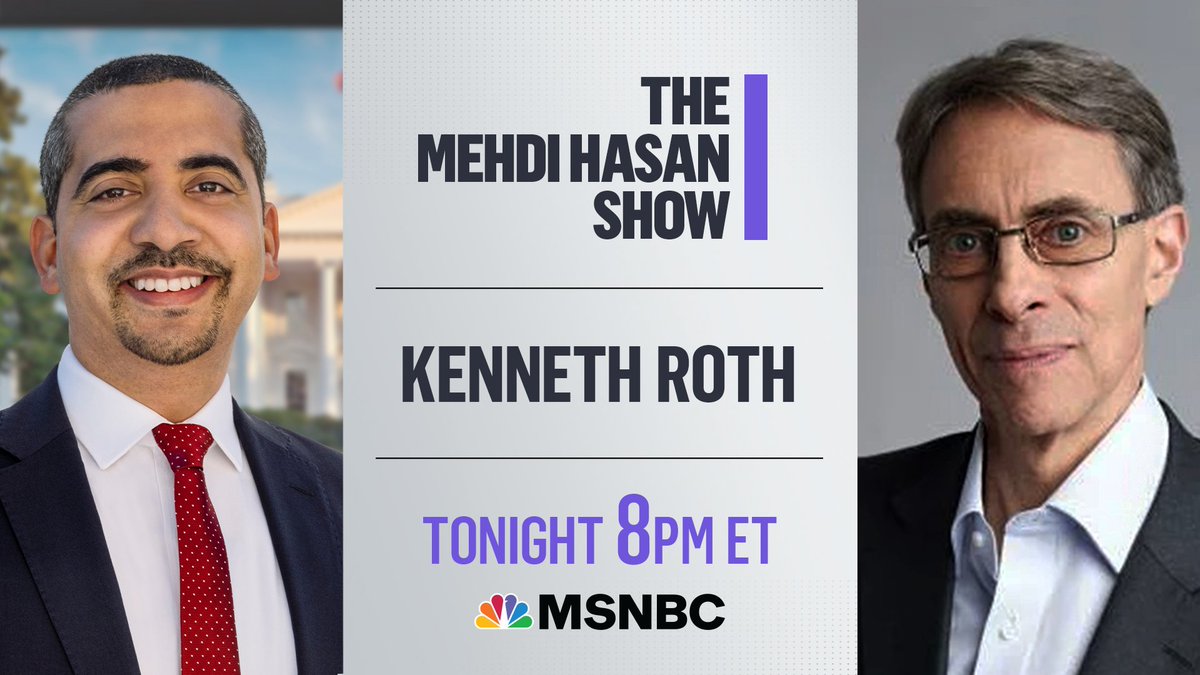 THE
MEHDI HASAN
SHOW
KENNETH ROTH
TONIGHT 8PM ET
MSNBC